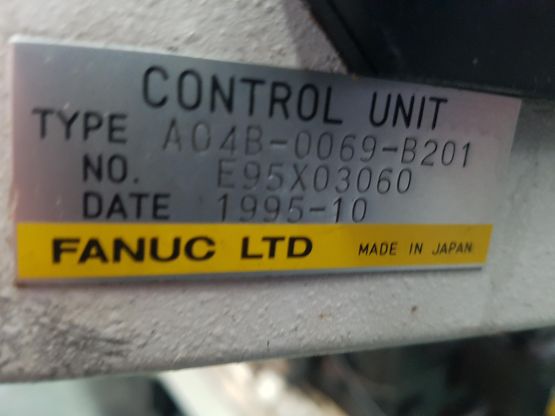 CONTROL UNIT
TYPE A04B-0069-B201
NO. E95X03060
DATE 1995-10
FANUC LTD MADE IN JAPAN